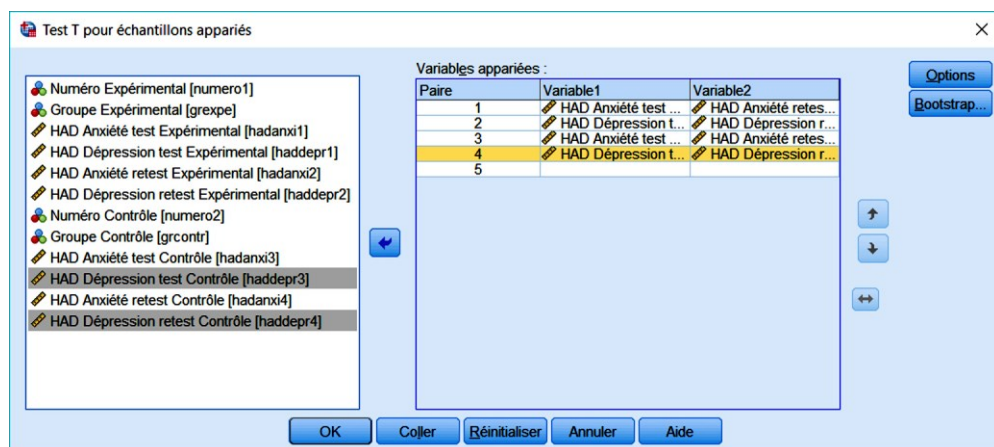 Test T pour échantillons appariés
Numéro Expérimental [numero1]
Groupe Expérimental [grexpe]
HAD Anxiété test Expérimental [hadanxi1]
HAD Dépression test Expérimental [haddepr1]
HAD Anxiété retest Expérimental [hadanxi2]
HAD Dépression retest Expérimental [haddepr2]
Numéro Contrôle [numero2]
Groupe Contrôle [grcontr]
HAD Anxiété test Contrôle [hadanxi3]
HAD Dépression test Contrôle [haddepr3]
HAD Anxiété retest Contrôle [hadanxi4]
HAD Dépression retest Contrôle [haddepr4]
Variables appariées :
Paire Variable1 Variable2
1 HAD Anxiété test ... HAD Anxiété retes...
2 HAD Dépression t... HAD Dépression r...
3 HAD Anxiété test ... HAD Anxiété retes...
4 HAD Dépression t... HAD Dépression r...
5
Options
Bootstrap...
OK Coller Réinitialiser Annuler Aide